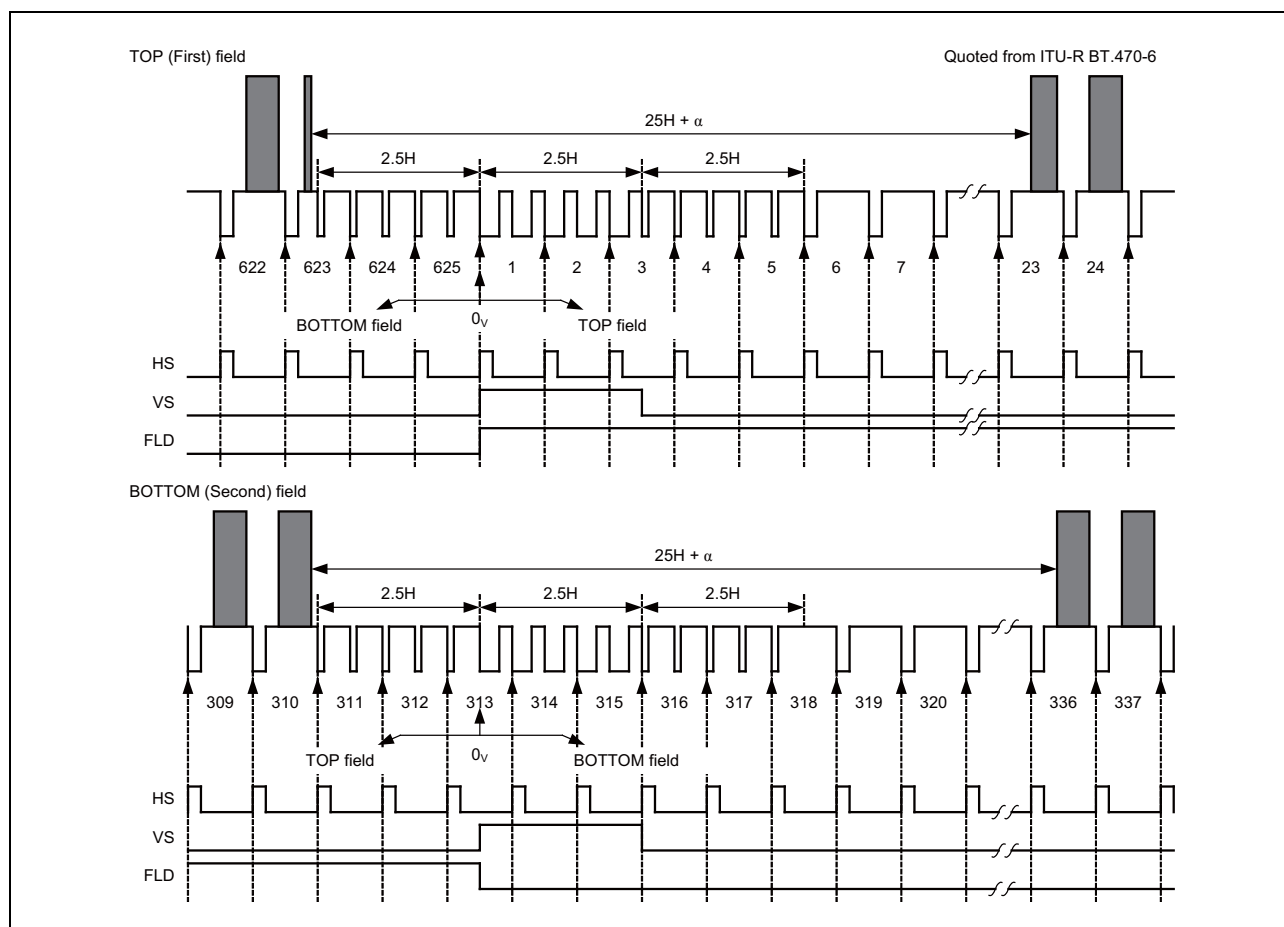 TOP (First) field
Quoted from ITU-R BT.470-6
25H + α
2.5H 2.5H 2.5H
622 623 624 625 1 2 3 4 5 6 7 23 24
BOTTOM field 0V TOP field
HS
VS
FLD
BOTTOM (Second) field
25H + α
2.5H 2.5H 2.5H
309 310 311 312 313 314 315 316 317 318 319 320 336 337
TOP field 0V BOTTOM field
HS
VS
FLD